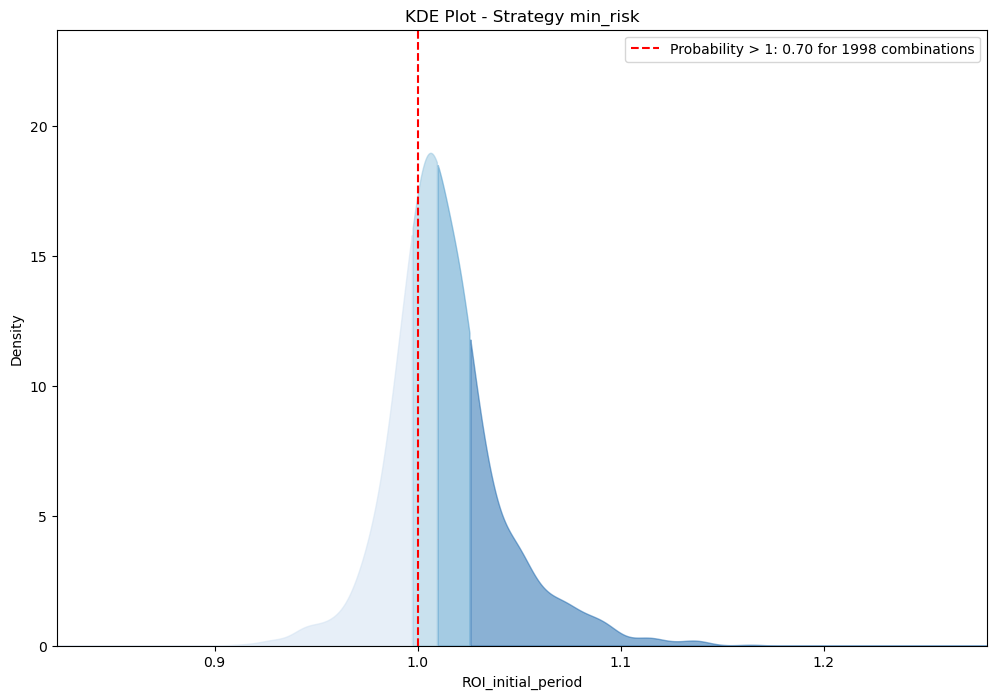 KDE Plot - Strategy min_risk
Probability > 1: 0.70 for 1998 combinations
Density
20
15
10
5
0
0.9
1.0
1.1
1.2
ROI_initial_period